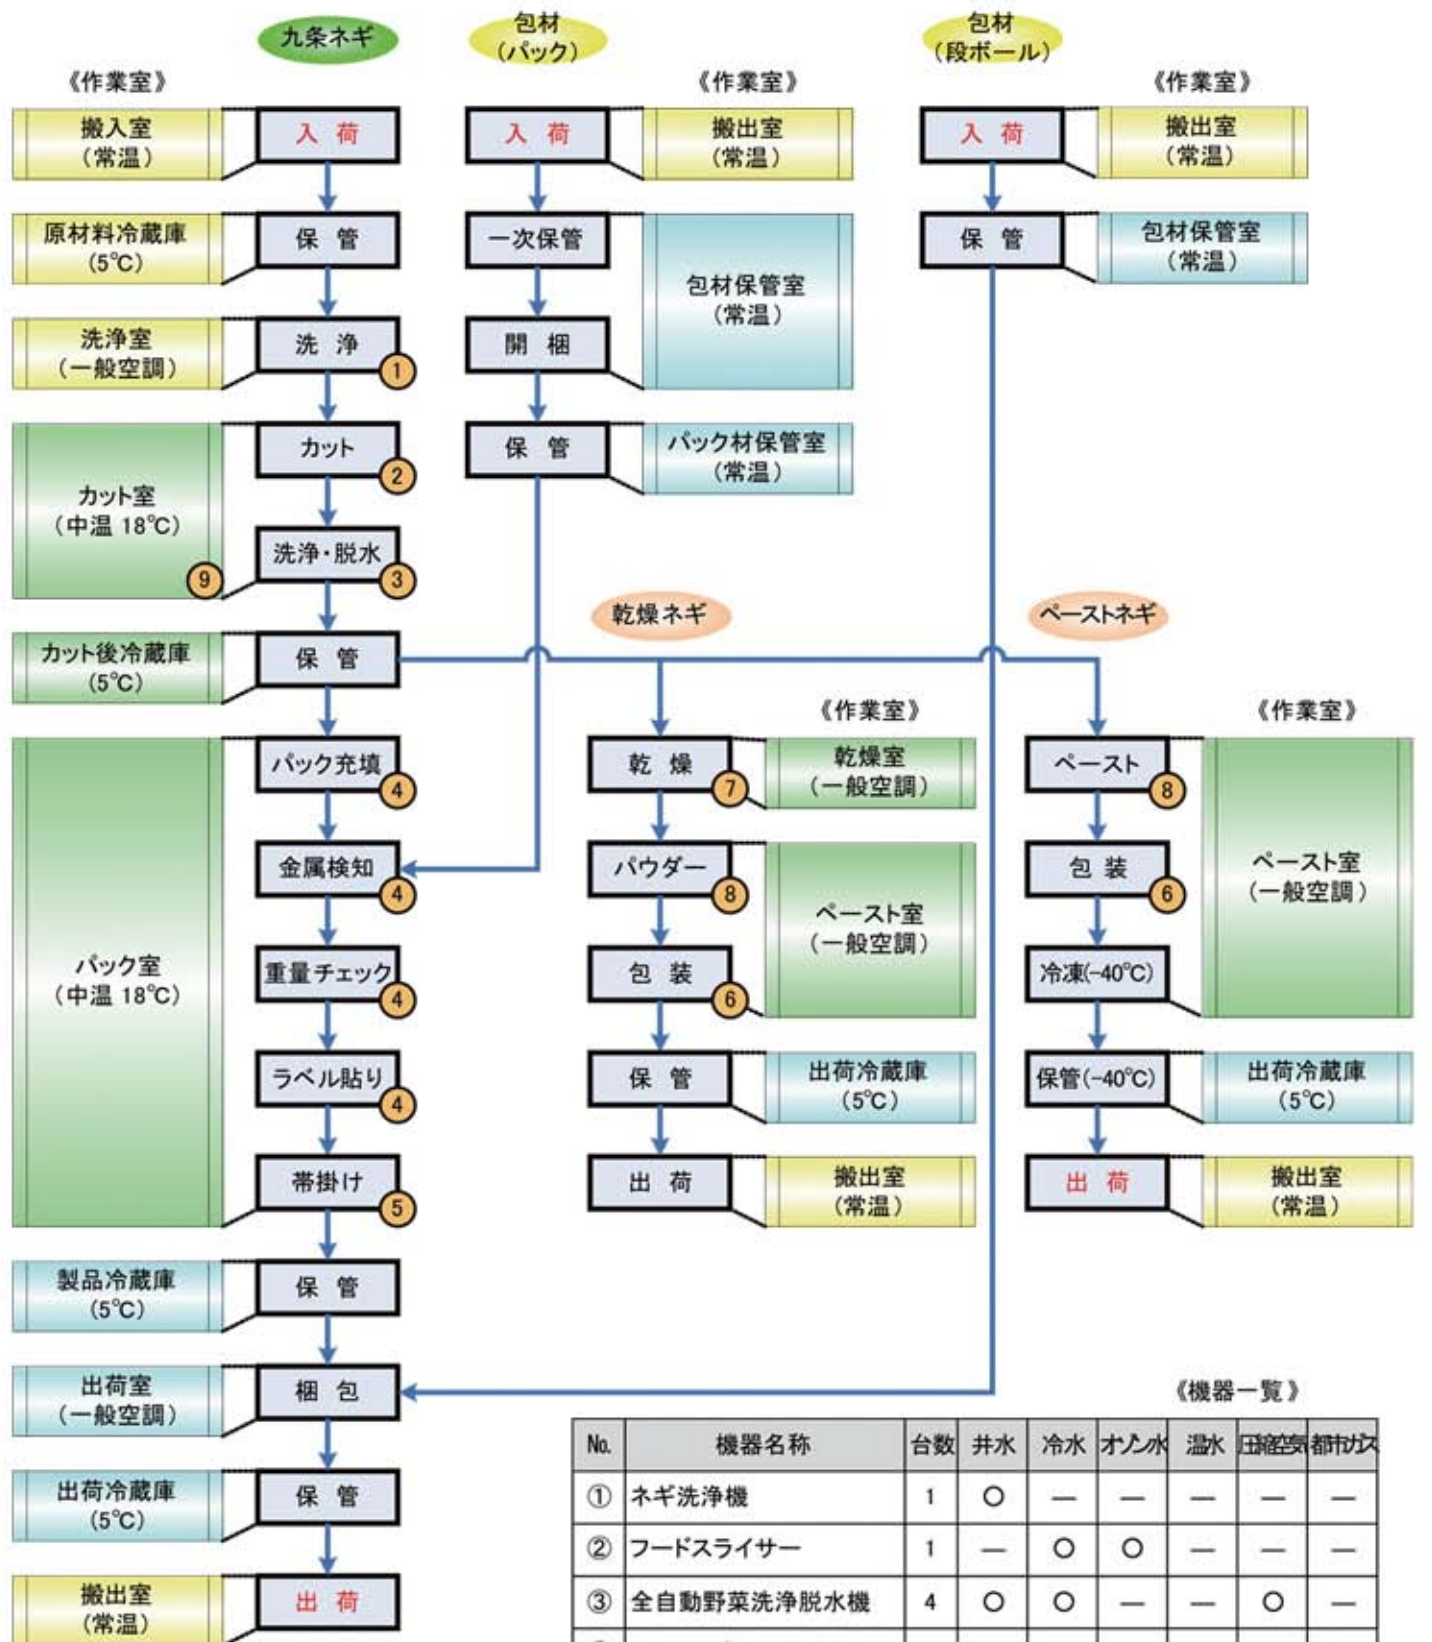 九条ネギ
《作業室》
搬入室
(常温)
入荷
原材料冷蔵庫
(5℃)
保管
洗浄室
(一般空調)
洗浄
1
カット室
(中温 18℃)
9
カット
2
洗浄・脱水
3
カット後冷蔵庫
(5℃)
保管
パック室
(中温 18℃)
パック充填
4
金属検知
4
重量チェック
4
ラベル貼り
4
帯掛け
5
製品冷蔵庫
(5℃)
保管
出荷室
(一般空調)
梱包
出荷冷蔵庫
(5℃)
保管
搬出室
(常温)
出荷
包材
(パック)
《作業室》
入荷
搬出室
(常温)
一次保管
開梱
包材保管室
(常温)
保管
パック材保管室
(常温)
包材
(段ボール)
《作業室》
入荷
搬出室
(常温)
保管
包材保管室
(常温)
乾燥ネギ
《作業室》
乾燥
7
乾燥室
(一般空調)
パウダー
8
包装
6
ペースト室
(一般空調)
保管
出荷冷蔵庫
(5℃)
出荷
搬出室
(常温)
ペーストネギ
《作業室》
ペースト
8
包装
6
冷凍(-40℃)
ペースト室
(一般空調)
保管(-40℃)
出荷冷蔵庫
(5℃)
出荷
搬出室
(常温)
《機器一覧》
No. 機器名称 台数 井水 冷水 オゾン水 温水 圧縮空気 都市ガス
① ネギ洗浄機 1 ○ — — — — —
② フードスライサー 1 — ○ ○ — — —
③ 全自動野菜洗浄脱水機 4 ○ ○ — — ○ —